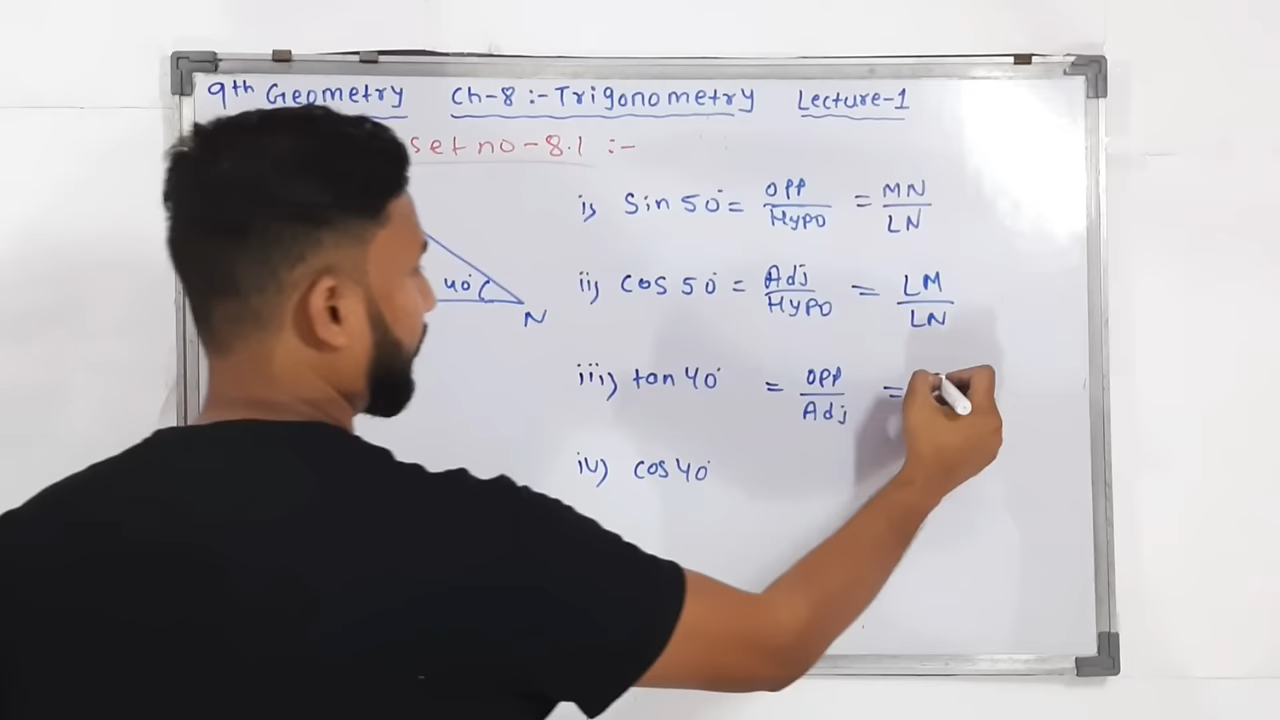 9th Geometry Ch-8 :- Trigonometry Lecture-1
set no - 8.1 :-
i) Sin 50° = Opp/Hypo = MN/LN
40°
N
ii) cos 50° = Adj/Hypo = LM/LN
iii) tan 40° = Opp/Adj =
iv) cos 40°